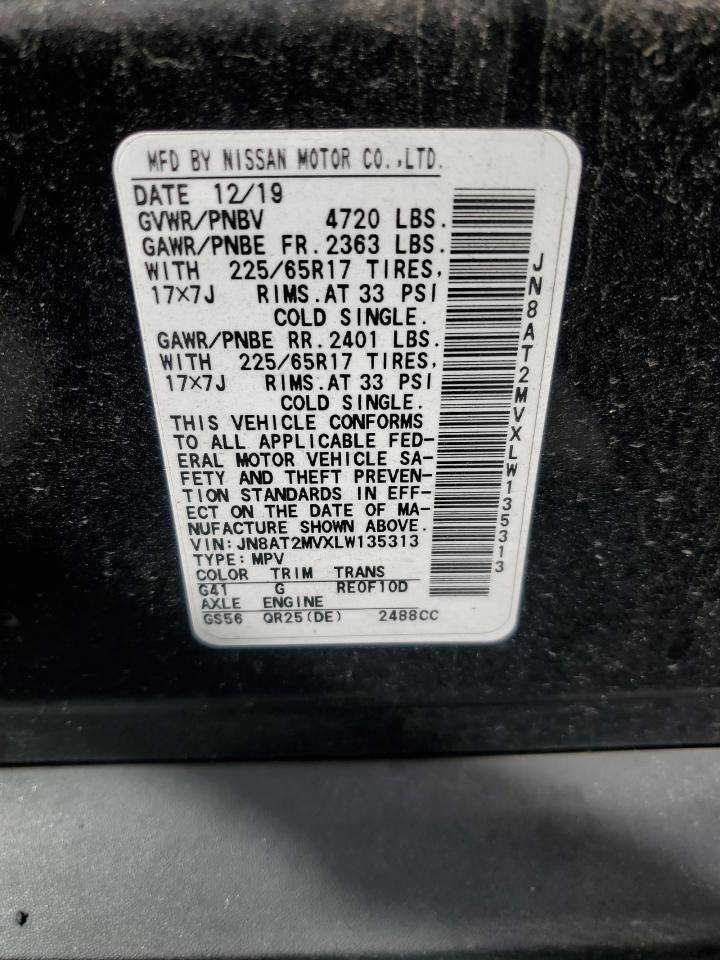 MFD BY NISSAN MOTOR CO.,LTD.
DATE 12/19
GVWR/PNBV 4720 LBS.
GAWR/PNBE FR. 2363 LBS.
WITH 225/65R17 TIRES,
17×7J RIMS.AT 33 PSI
COLD SINGLE.
GAWR/PNBE RR. 2401 LBS.
WITH 225/65R17 TIRES,
17×7J RIMS.AT 33 PSI
COLD SINGLE.
THIS VEHICLE CONFORMS
TO ALL APPLICABLE FED-
ERAL MOTOR VEHICLE SA-
FETY AND THEFT PREVEN-
TION STANDARDS IN EFF-
ECT ON THE DATE OF MA-
NUFACTURE SHOWN ABOVE.
VIN:JN8AT2MVXLW135313
TYPE:MPV
COLOR TRIM TRANS
G41 G RE0F10D
AXLE ENGINE
GS56 QR25(DE) 2488CC
JN8AT2MVXLW135313